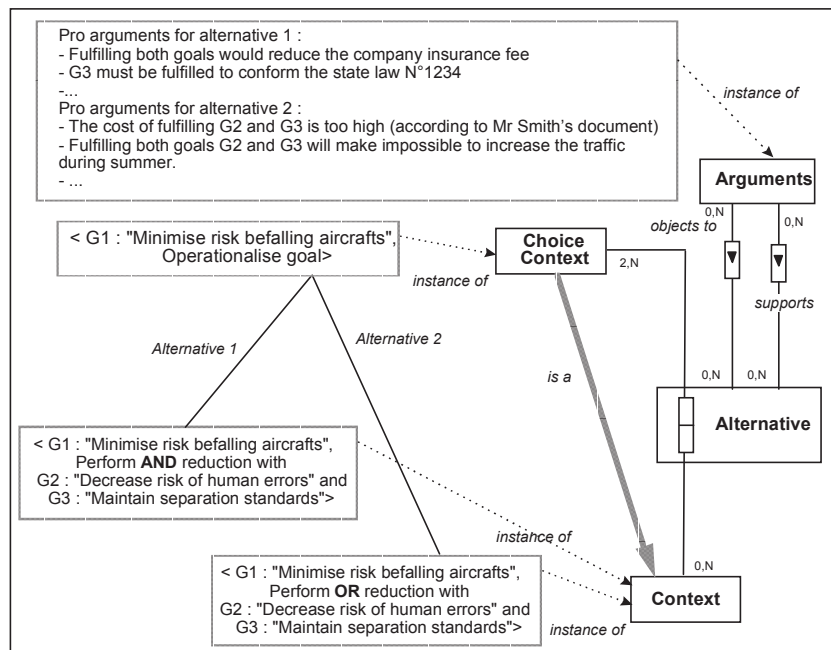 Pro arguments for alternative 1 :
- Fulfilling both goals would reduce the company insurance fee
- G3 must be fulfilled to conform the state law N°1234
-...
Pro arguments for alternative 2 :
- The cost of fulfilling G2 and G3 is too high (according to Mr Smith's document)
- Fulfilling both goals G2 and G3 will make impossible to increase the traffic
during summer.
- ...
instance of
Arguments
0,N
0,N
objects to
supports
< G1 : "Minimise risk befalling aircrafts",
Operationalise goal>
instance of
Choice
Context
2,N
Alternative 1
Alternative 2
is a
0,N
0,N
Alternative
< G1 : "Minimise risk befalling aircrafts",
Perform AND reduction with
G2 : "Decrease risk of human errors" and
G3 : "Maintain separation standards">
instance of
0,N
< G1 : "Minimise risk befalling aircrafts",
Perform OR reduction with
G2 : "Decrease risk of human errors" and
G3 : "Maintain separation standards">
Context
instance of